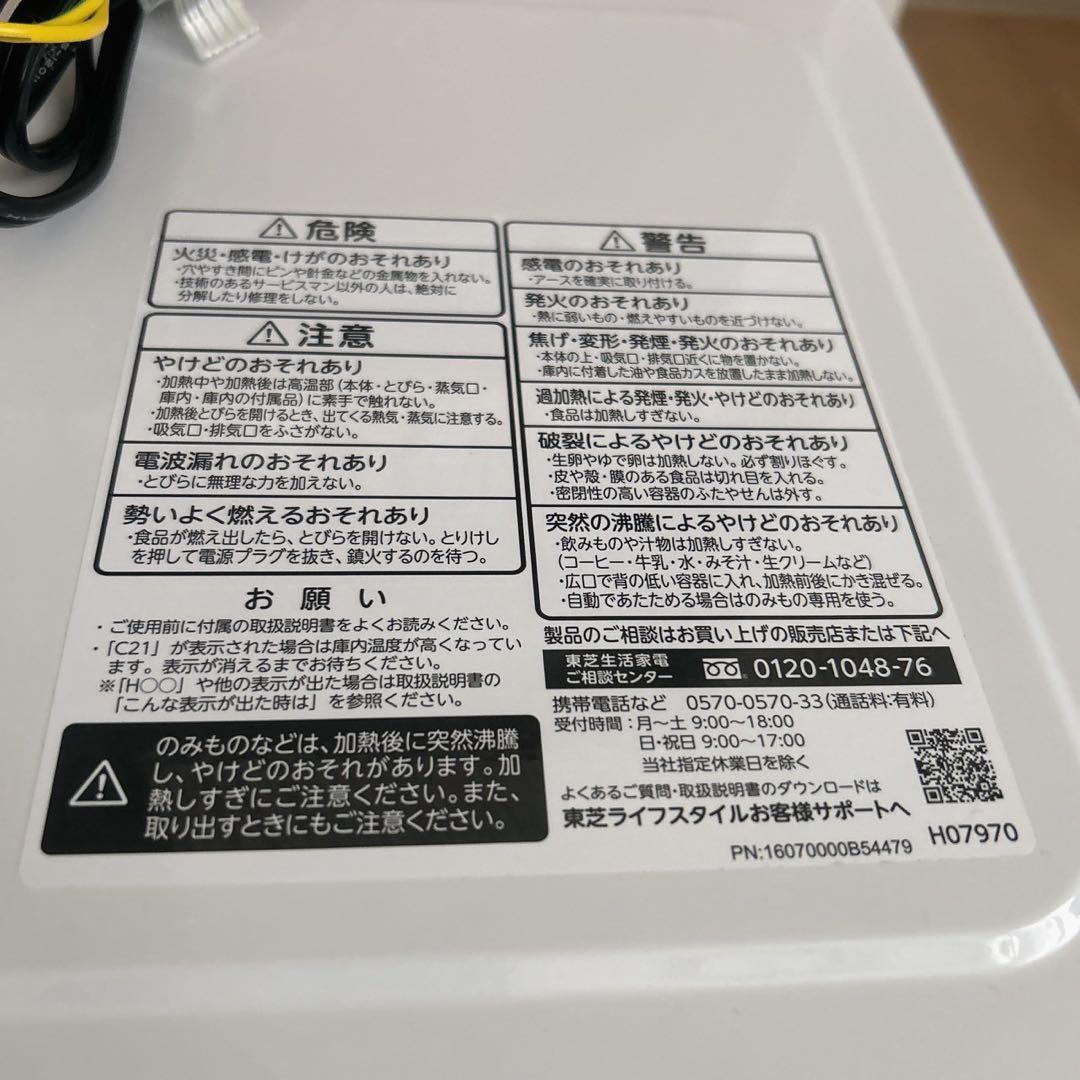 ⚠危険
火災・感電・けがのおそれあり
・穴やすき間にピンや針金などの金属物を入れない。
・技術のあるサービスマン以外の人は、絶対に
分解したり修理をしない。
⚠注意
やけどのおそれあり
・加熱中や加熱後は高温部(本体・とびら・蒸気口・
庫内・庫内の付属品)に素手で触れない。
・加熱後とびらを開けるとき、出てくる熱気・蒸気に注意する。
・吸気口・排気口をふさがない。
電波漏れのおそれあり
・とびらに無理な力を加えない。
勢いよく燃えるおそれあり
・食品が燃え出したら、とびらを開けない。とりけし
を押して電源プラグを抜き、鎮火するのを待つ。
お願い
・ご使用前に付属の取扱説明書をよくお読みください。
・「C21」が表示された場合は庫内温度が高くなってい
ます。表示が消えるまでお待ちください。
※「H○○」や他の表示が出た場合は取扱説明書の
「こんな表示が出た時は」を参照ください。
のみものなどは、加熱後に突然沸騰
し、やけどのおそれがあります。加
熱しすぎにご注意ください。また、
取り出すときにもご注意ください。
⚠警告
感電のおそれあり
・アースを確実に取り付ける。
発火のおそれあり
・熱に弱いもの・燃えやすいものを近づけない。
焦げ・変形・発煙・発火のおそれあり
・本体の上・吸気口・排気口近くに物を置かない。
・庫内に付着した油や食品カスを放置したまま加熱しない。
過加熱による発煙・発火・やけどのおそれあり
・食品は加熱しすぎない。
破裂によるやけどのおそれあり
・生卵やゆで卵は加熱しない。必ず割りほぐす。
・皮や殻・膜のある食品は切れ目を入れる。
・密閉性の高い容器のふたやせんは外す。
突然の沸騰によるやけどのおそれあり
・飲みものや汁物は加熱しすぎない。
(コーヒー・牛乳・水・みそ汁・生クリームなど)
・広口で背の低い容器に入れ、加熱前後にかき混ぜる。
・自動であたためる場合はのみもの専用を使う。
製品のご相談はお買い上げの販売店または下記へ
東芝生活家電
ご相談センター 0120-1048-76
携帯電話など 0570-0570-33(通話料:有料)
受付時間:月〜土 9:00〜18:00
日・祝日 9:00〜17:00
当社指定休業日を除く
よくあるご質問・取扱説明書のダウンロードは
東芝ライフスタイルお客様サポートへ
PN:16070000B54479 H07970